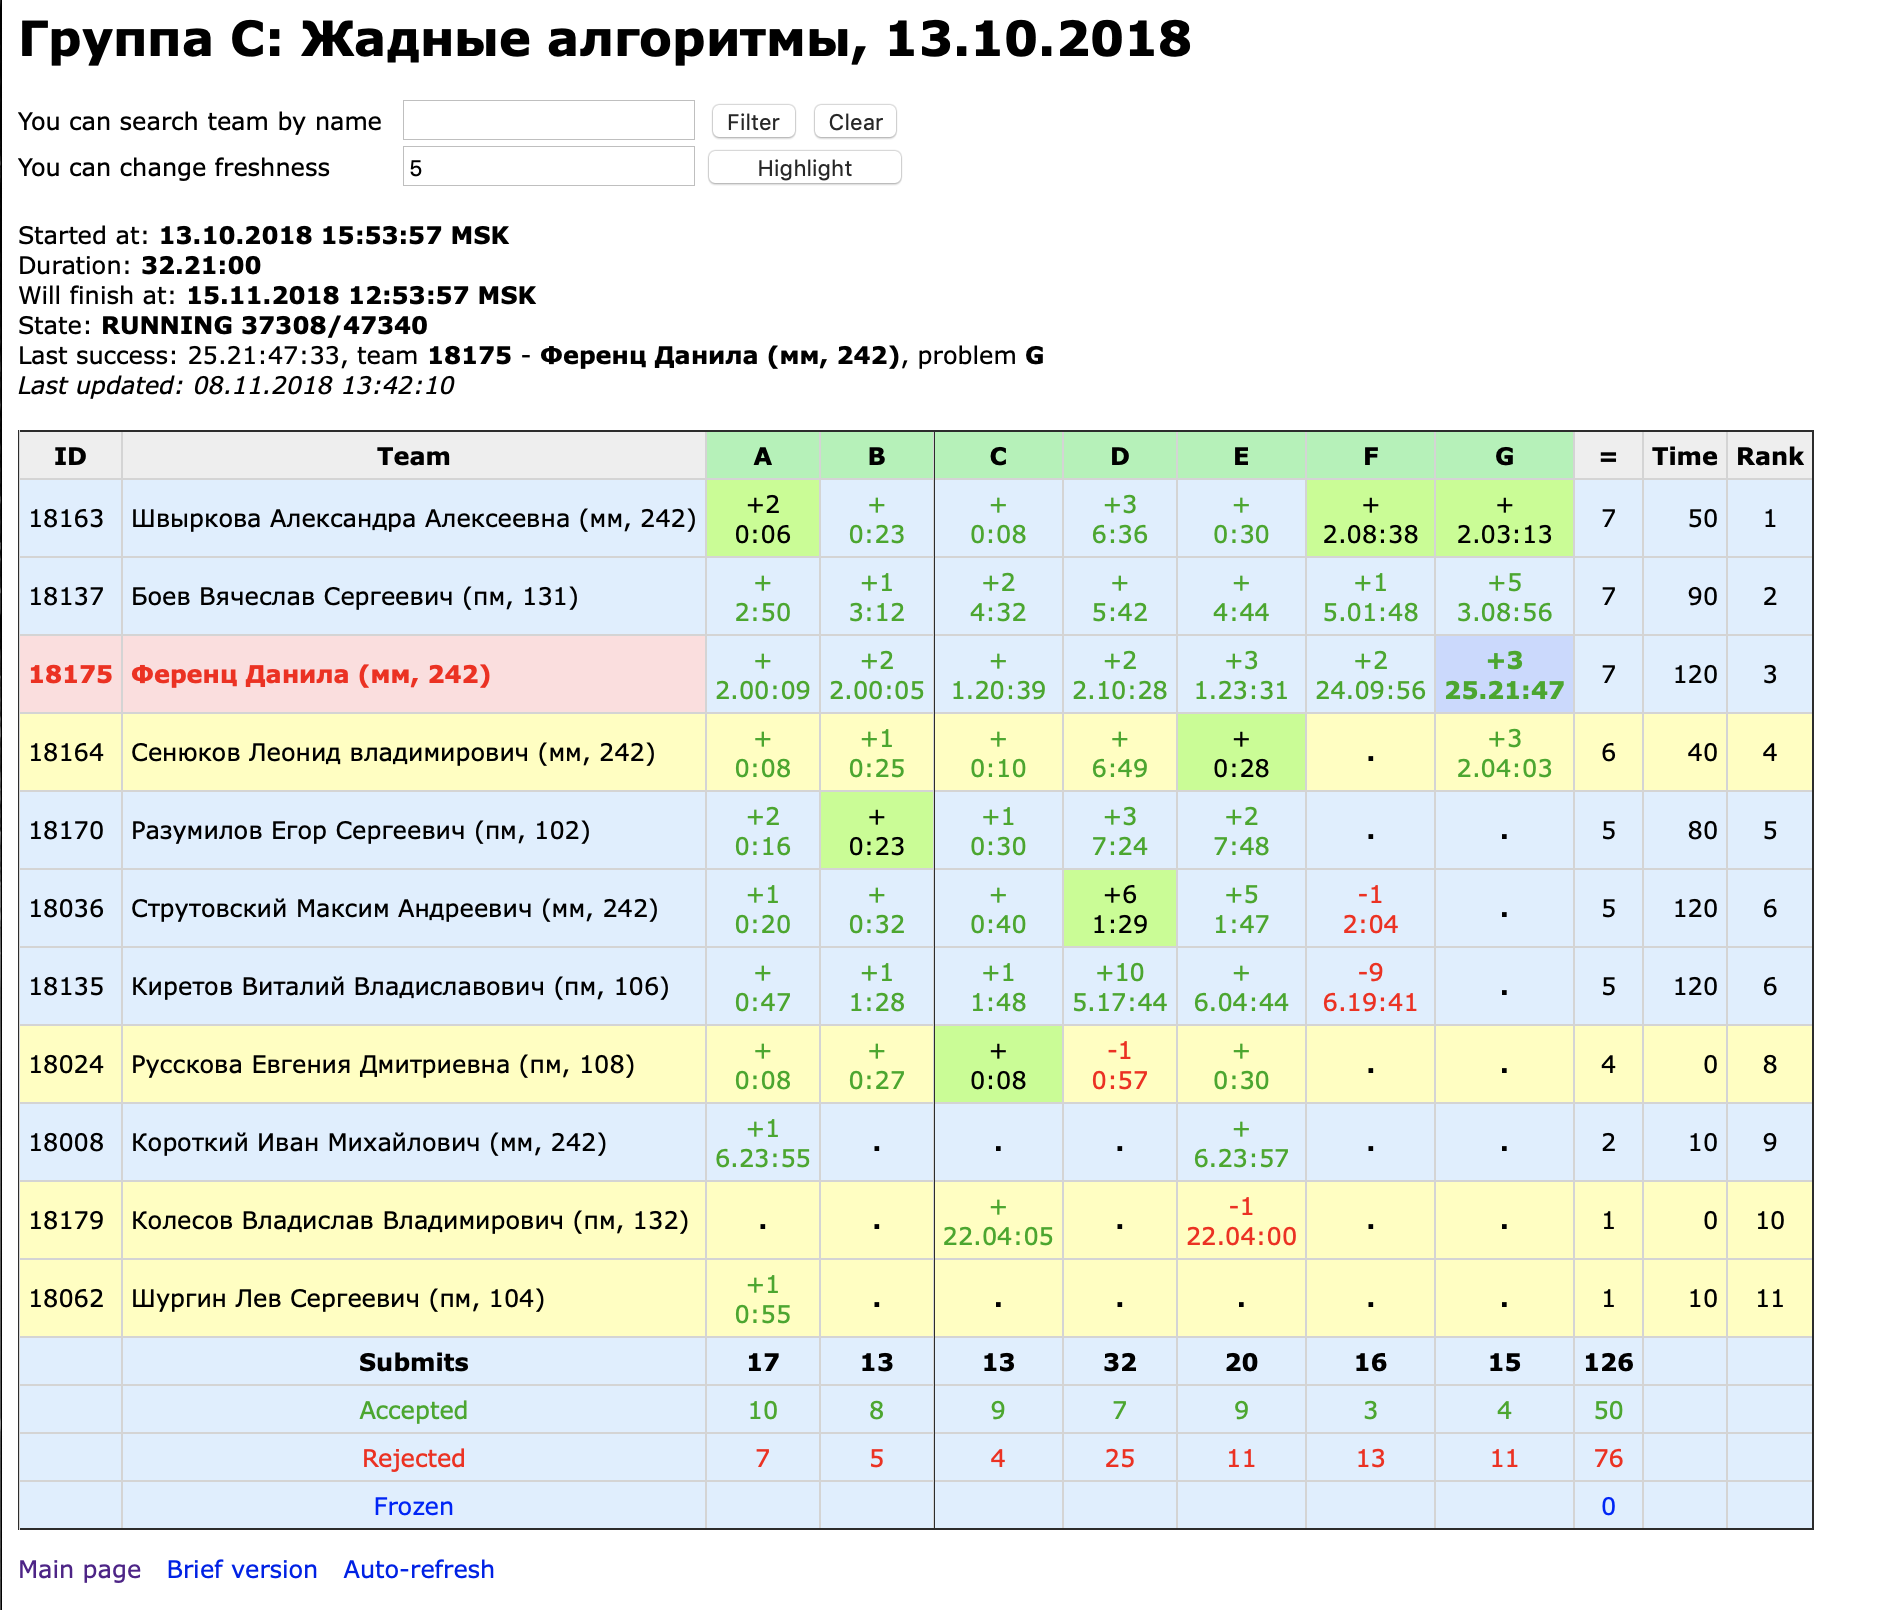 Группа C: Жадные алгоритмы, 13.10.2018
You can search team by name Filter Clear
You can change freshness 5 Highlight
Started at: 13.10.2018 15:53:57 MSK
Duration: 32.21:00
Will finish at: 15.11.2018 12:53:57 MSK
State: RUNNING 37308/47340
Last success: 25.21:47:33, team 18175 - Ференц Данила (мм, 242), problem G
Last updated: 08.11.2018 13:42:10
ID Team A B C D E F G = Time Rank
+2 + + +3 + + +
18163 Швыркова Александра Алексеевна (мм, 242) 7 50 1
0:06 0:23 0:08 6:36 0:30 2.08:38 2.03:13
+ +1 +2 + + +1 +5
18137 Боев Вячеслав Сергеевич (пм, 131) 7 90 2
2:50 3:12 4:32 5:42 4:44 5.01:48 3.08:56
+ +2 + +2 +3 +2 +3
18175 Ференц Данила (мм, 242) 7 120 3
2.00:09 2.00:05 1.20:39 2.10:28 1.23:31 24.09:56 25.21:47
+ +1 + + + +3
18164 Сенюков Леонид владимирович (мм, 242) . 6 40 4
0:08 0:25 0:10 6:49 0:28 2.04:03
+2 + +1 +3 +2
18170 Разумилов Егор Сергеевич (пм, 102) . . 5 80 5
0:16 0:23 0:30 7:24 7:48
+1 + + +6 +5 -1
18036 Струтовский Максим Андреевич (мм, 242) . 5 120 6
0:20 0:32 0:40 1:29 1:47 2:04
+ +1 +1 +10 + -9
18135 Киретов Виталий Владиславович (пм, 106) . 5 120 6
0:47 1:28 1:48 5.17:44 6.04:44 6.19:41
+ + + -1 +
18024 Русскова Евгения Дмитриевна (пм, 108) . . 4 0 8
0:08 0:27 0:08 0:57 0:30
+1 +
18008 Короткий Иван Михайлович (мм, 242) . . . . . 2 10 9
6.23:55 6.23:57
+ -1
18179 Колесов Владислав Владимирович (пм, 132) . . . . . 1 0 10
22.04:05 22.04:00
+1
18062 Шургин Лев Сергеевич (пм, 104) . . . . . . 1 10 11
0:55
Submits 17 13 13 32 20 16 15 126
Accepted 10 8 9 7 9 3 4 50
Rejected 7 5 4 25 11 13 11 76
Frozen 0
Main page Brief version Auto-refresh